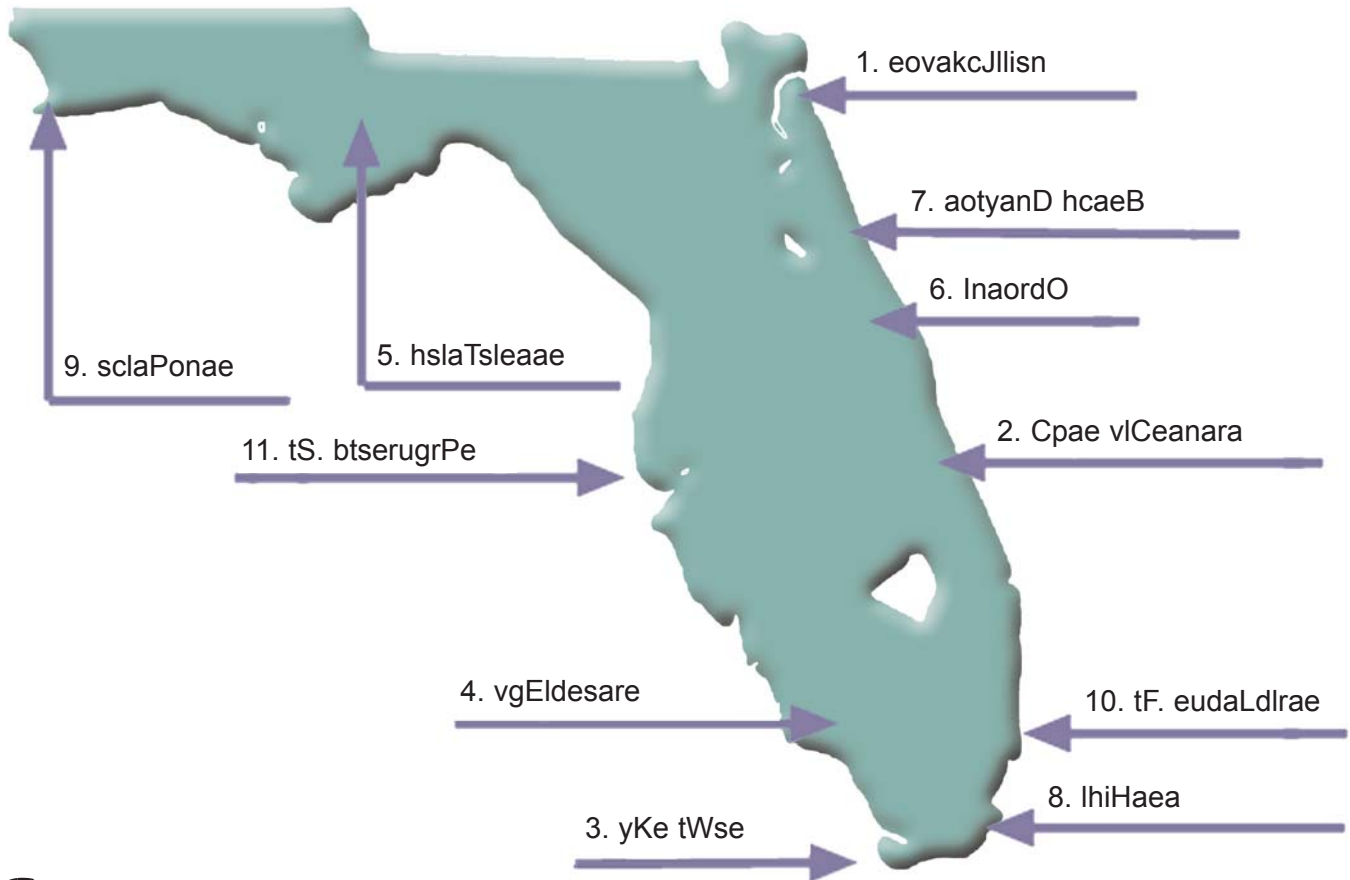 1. eovakcJllisn
7. aotyanD hcaeB
6. lnaordO
9. sclaPonae
5. hslaTsleaae
11. tS. btserugrPe
2. Cpae vlCeanara
4. vgEldesare
10. tF. eudaLdlrae
8. lhiHaea
3. yKe tWse